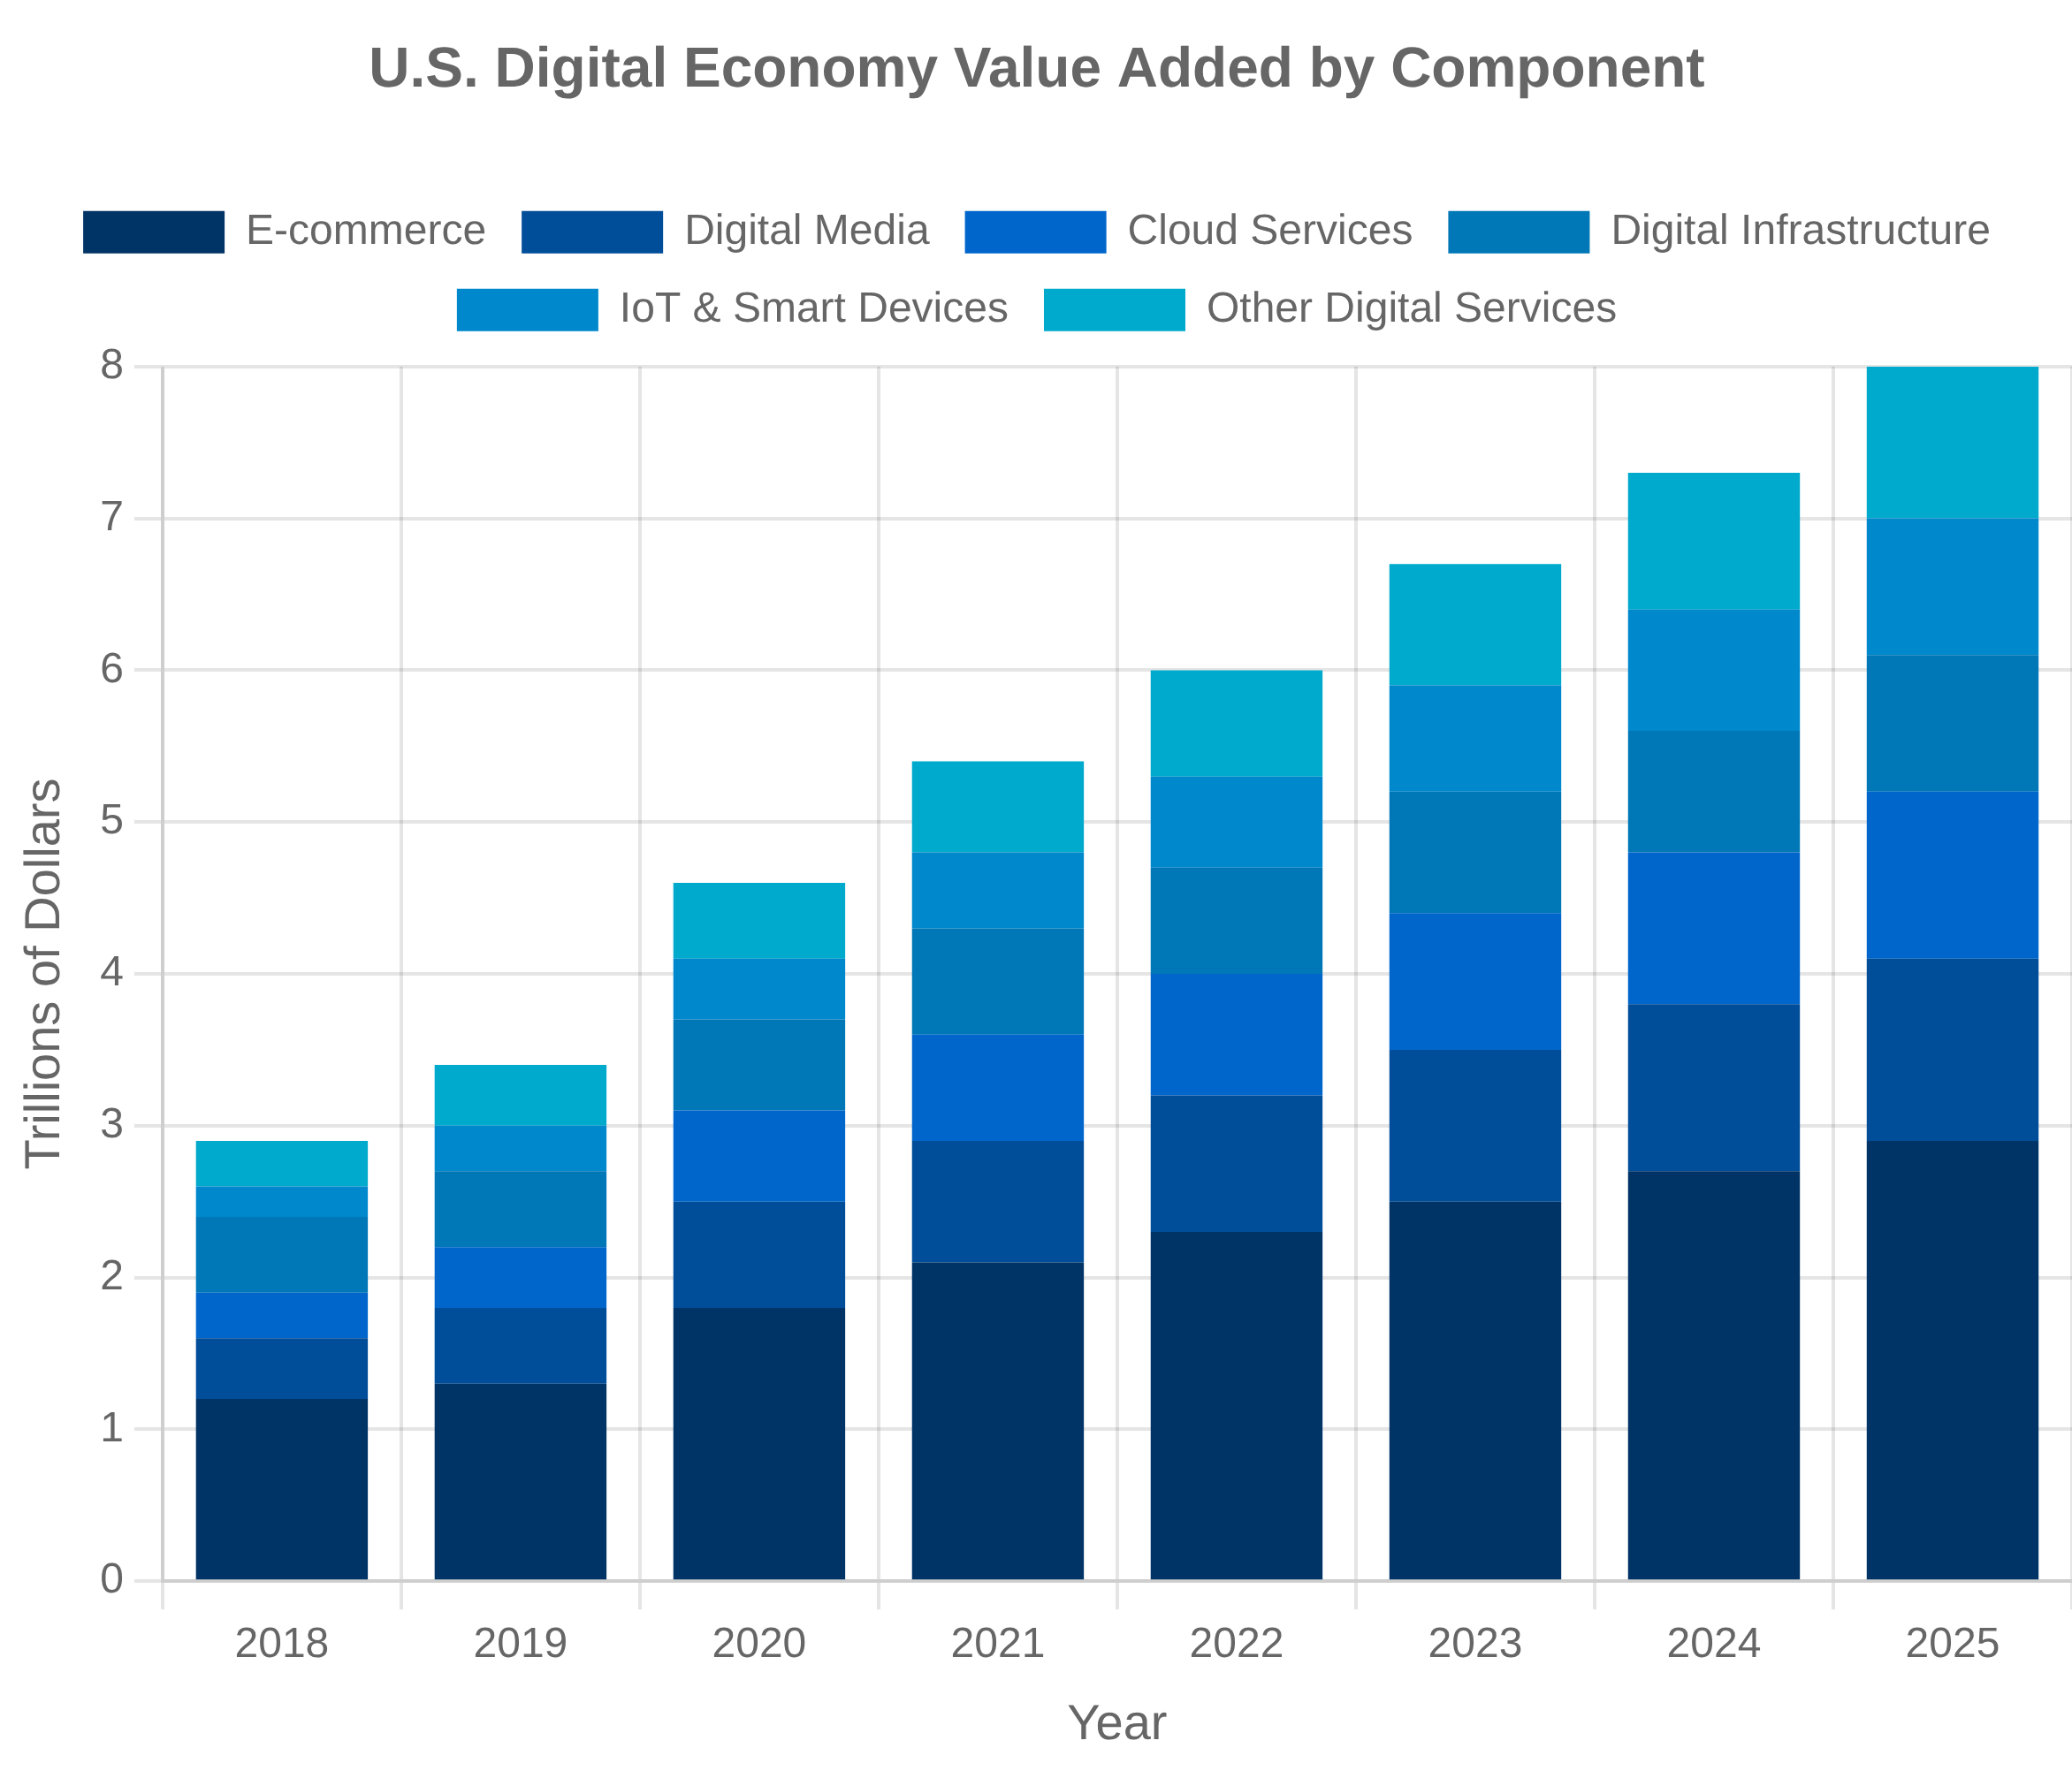 U.S. Digital Economy Value Added by Component
E-commerce Digital Media Cloud Services Digital Infrastructure
IoT & Smart Devices Other Digital Services
8
7
6
5
4
3
2
1
0
Trillions of Dollars
2018 2019 2020 2021 2022 2023 2024 2025
Year